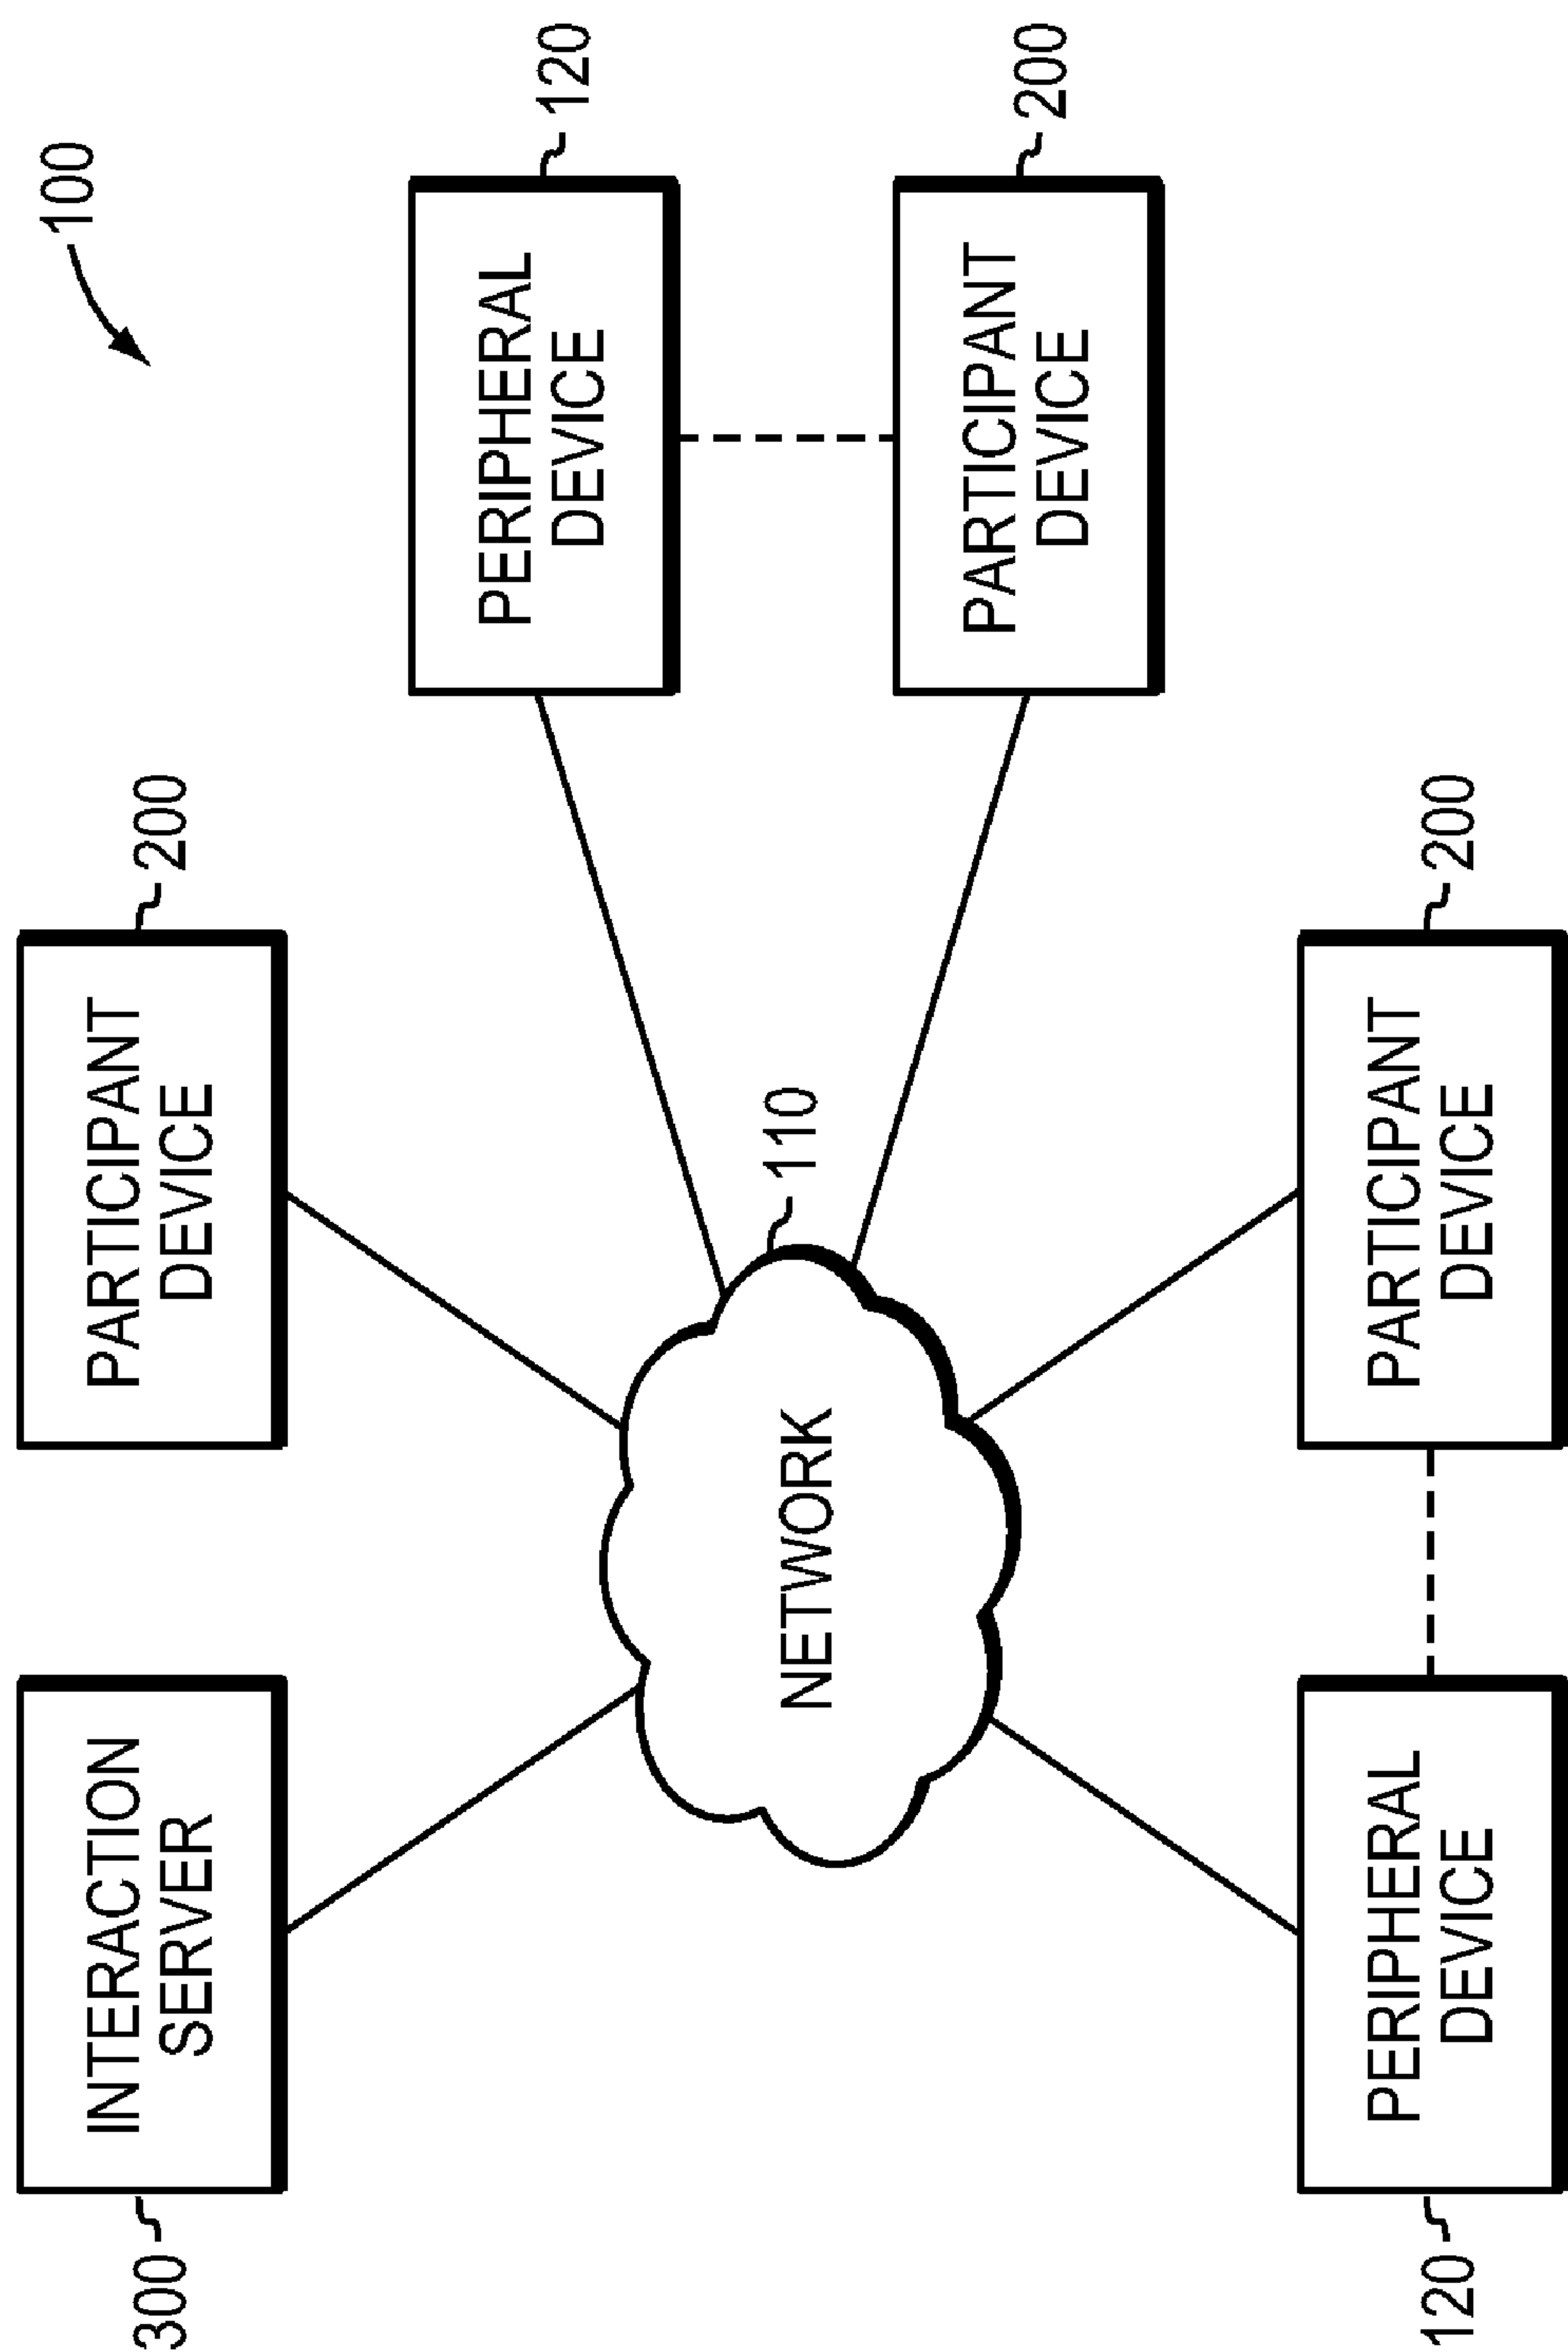 100
300
INTERACTION
SERVER
PARTICIPANT
DEVICE
200
PERIPHERAL
DEVICE
120
110
NETWORK
PARTICIPANT
DEVICE
200
120
PERIPHERAL
DEVICE
PARTICIPANT
DEVICE
200